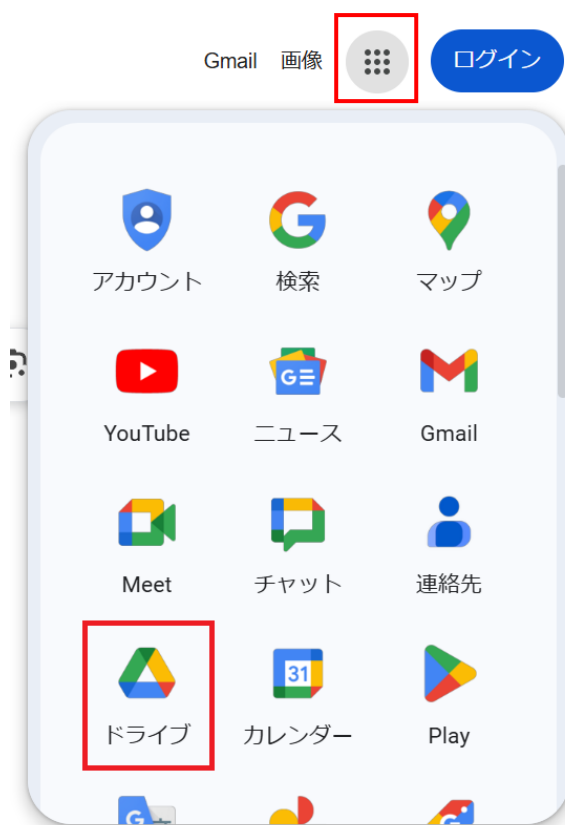 Gmail 画像 ログイン
アカウント 検索 マップ
G
YouTube ニュース Gmail
Meet チャット 連絡先
31
ドライブ カレンダー Play
G 文
G